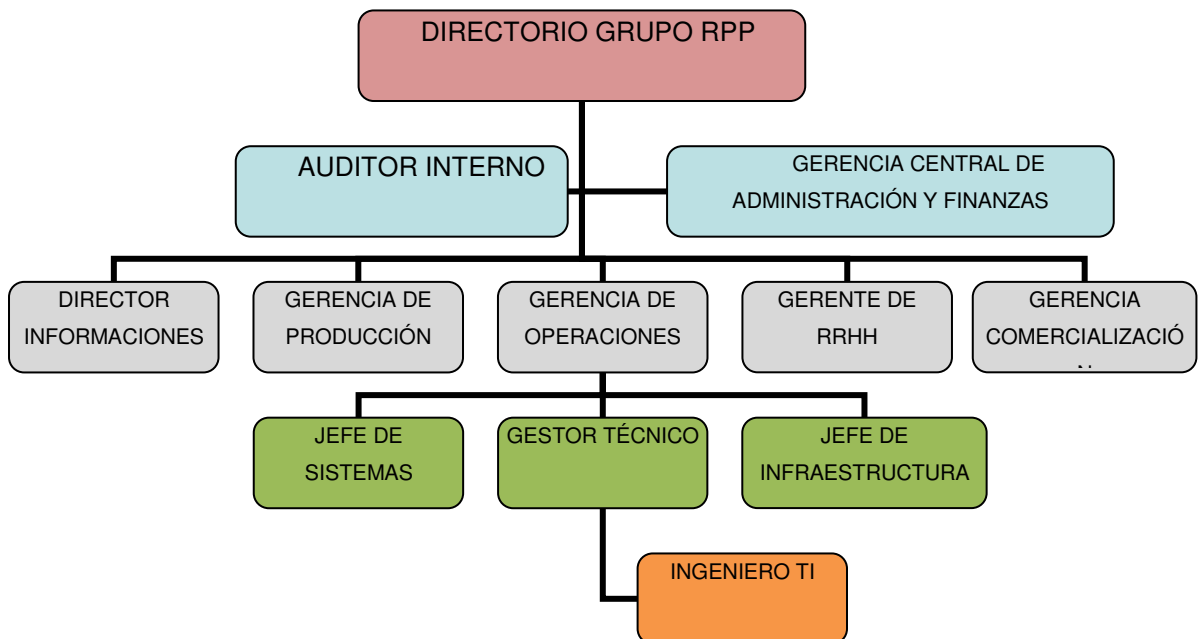 DIRECTORIO GRUPO RPP
AUDITOR INTERNO
GERENCIA CENTRAL DE
ADMINISTRACIÓN Y FINANZAS
DIRECTOR
INFORMACIONES
GERENCIA DE
PRODUCCIÓN
GERENCIA DE
OPERACIONES
GERENTE DE
RRHH
GERENCIA
COMERCIALIZACIÓ
JEFE DE
SISTEMAS
GESTOR TÉCNICO
JEFE DE
INFRAESTRUCTURA
INGENIERO TI